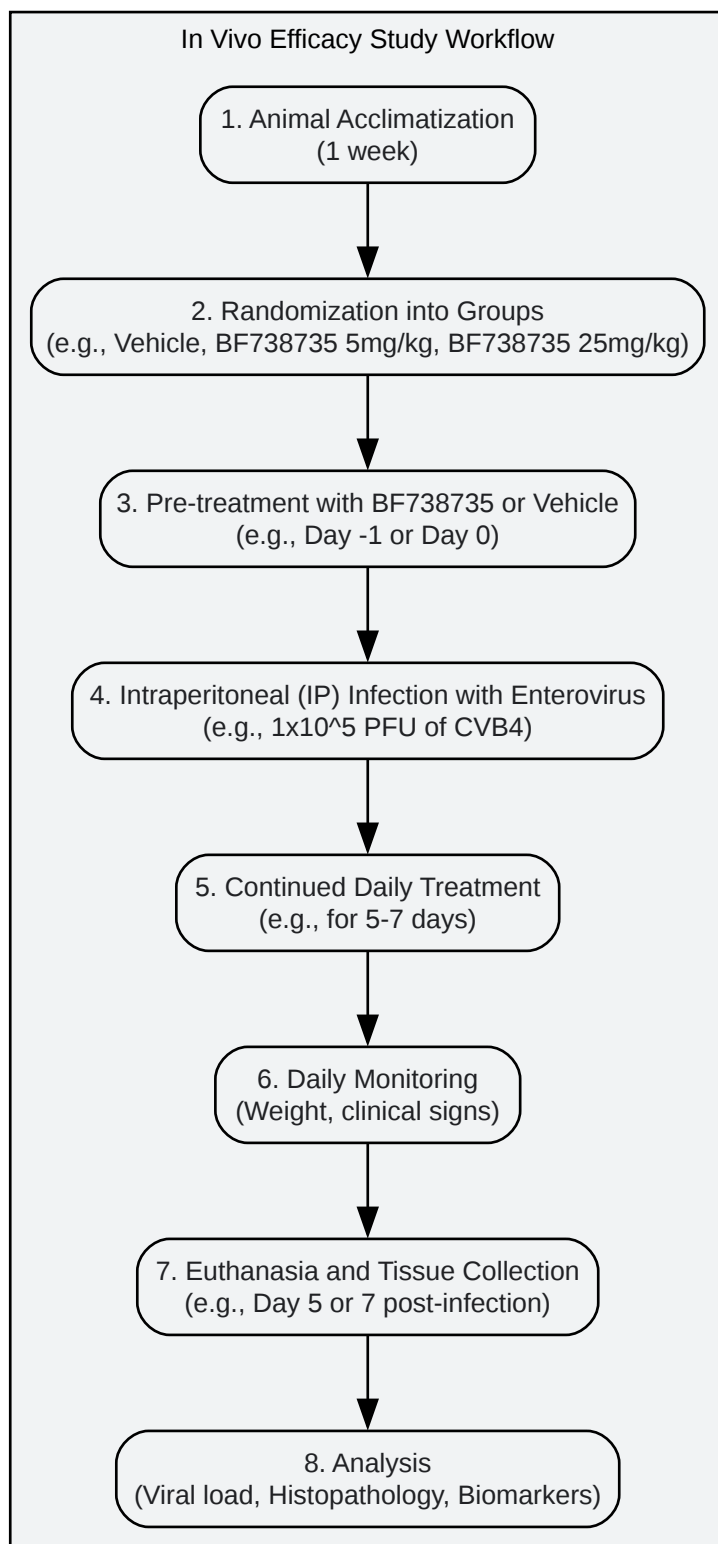 In Vivo Efficacy Study Workflow
1. Animal Acclimatization
(1 week)
2. Randomization into Groups
(e.g., Vehicle, BF738735 5mg/kg, BF738735 25mg/kg)
3. Pre-treatment with BF738735 or Vehicle
(e.g., Day -1 or Day 0)
4. Intraperitoneal (IP) Infection with Enterovirus
(e.g., 1x10^5 PFU of CVB4)
5. Continued Daily Treatment
(e.g., for 5-7 days)
6. Daily Monitoring
(Weight, clinical signs)
7. Euthanasia and Tissue Collection
(e.g., Day 5 or 7 post-infection)
8. Analysis
(Viral load, Histopathology, Biomarkers)